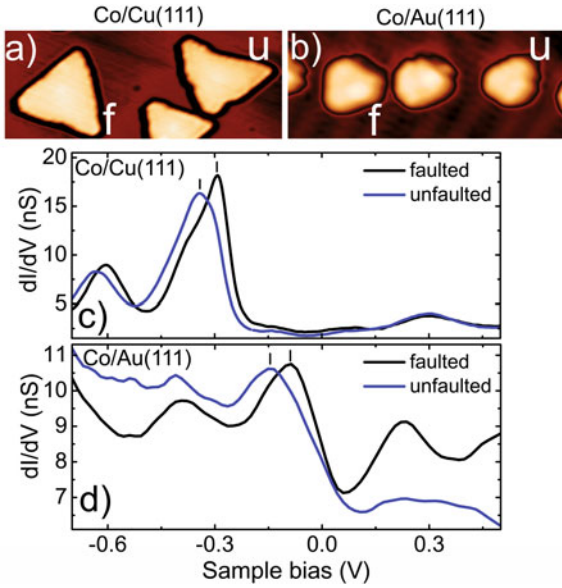 Co/Cu(111)
Co/Au(111)
a)
u
f
b)
u
f
20
15
10
5
dI/dV (nS)
Co/Cu(111)
faulted
unfaulted
c)
11
10
9
8
7
dI/dV (nS)
Co/Au(111)
faulted
unfaulted
d)
-0.6
-0.3
0.0
0.3
Sample bias (V)